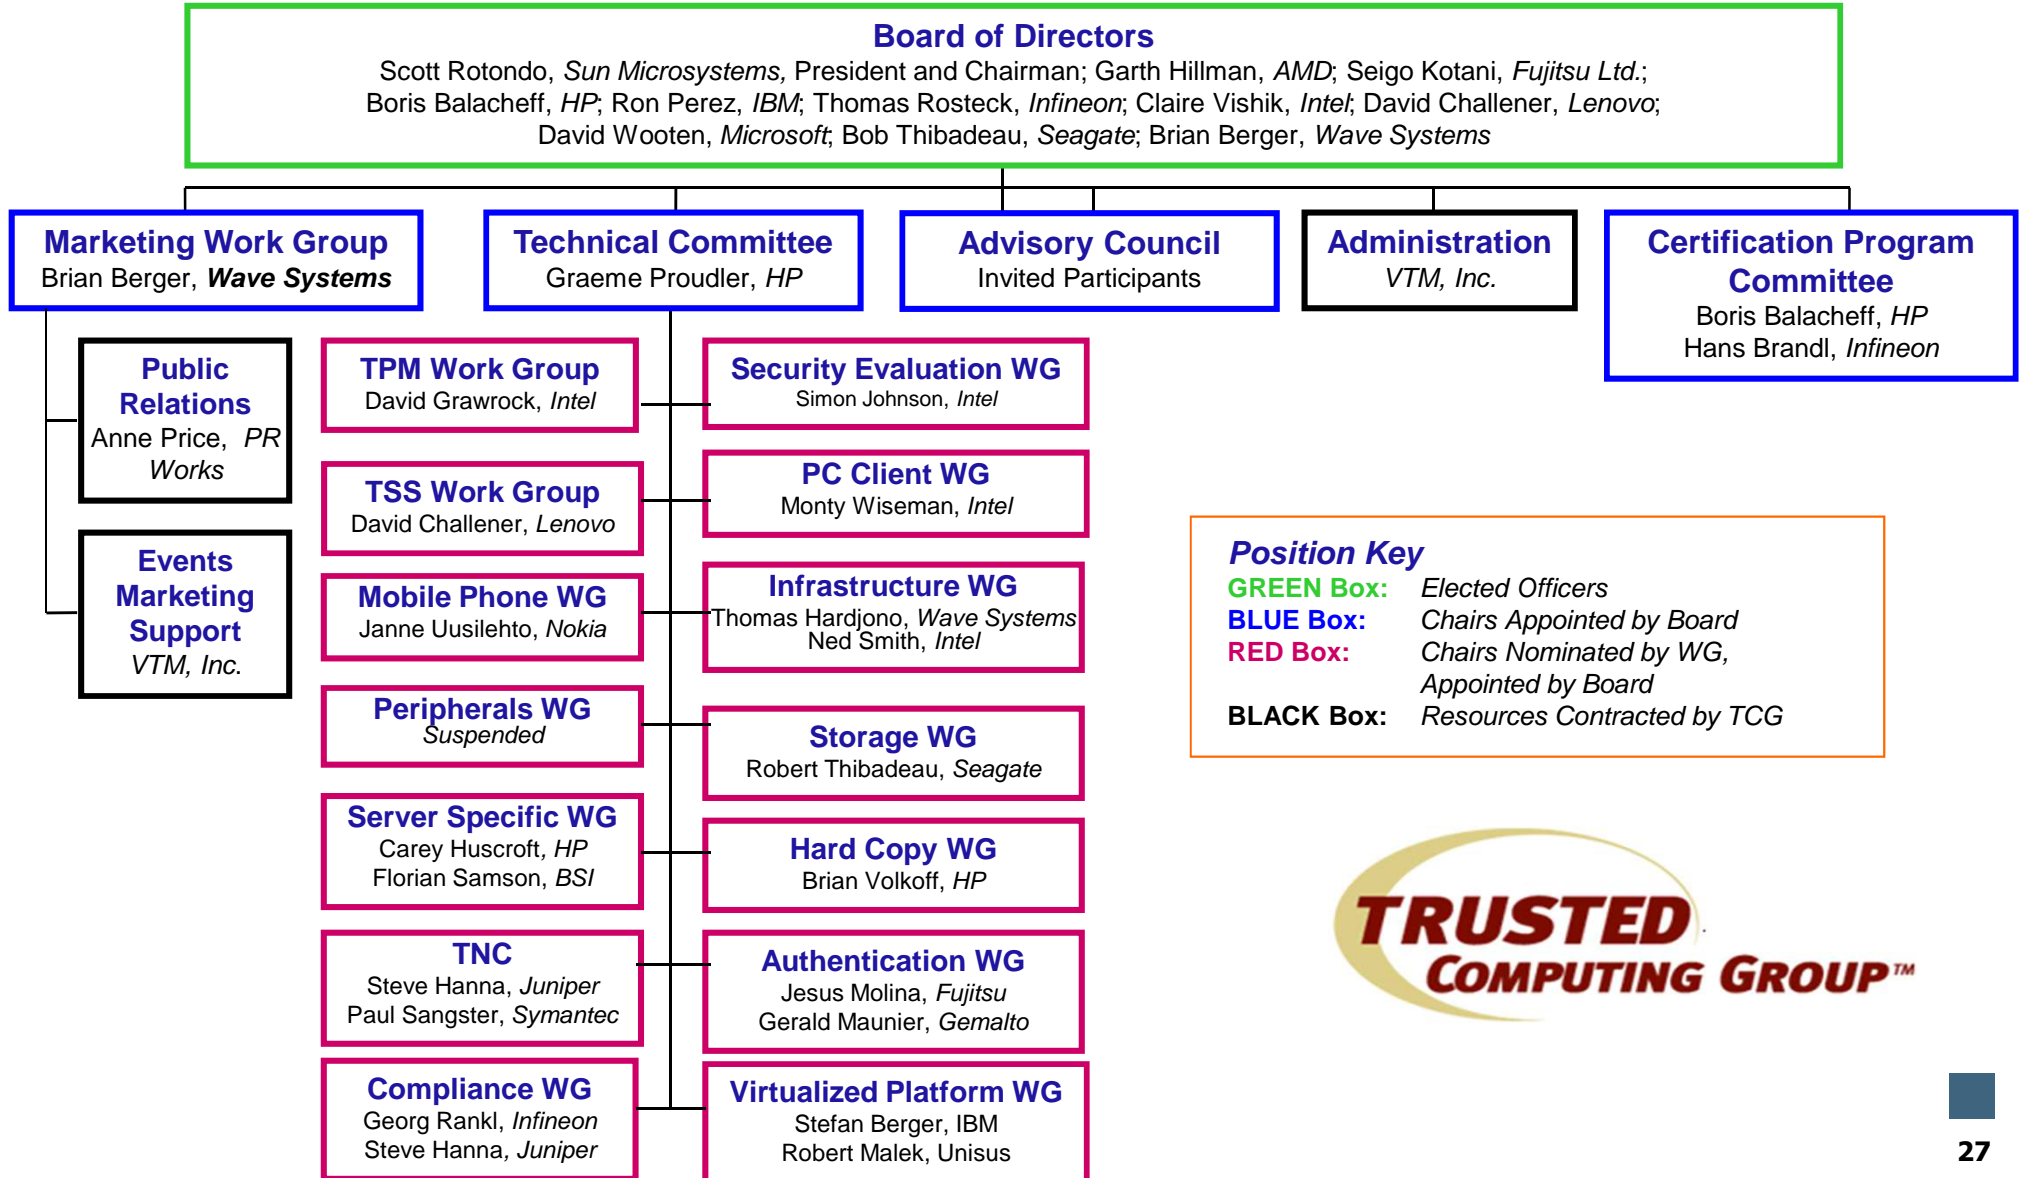 Board of Directors
Scott Rotondo, Sun Microsystems, President and Chairman; Garth Hillman, AMD; Seigo Kotani, Fujitsu Ltd.;
Boris Balacheff, HP; Ron Perez, IBM; Thomas Rosteck, Infineon; Claire Vishik, Intel; David Challener, Lenovo;
David Wooten, Microsoft; Bob Thibadeau, Seagate; Brian Berger, Wave Systems
Marketing Work Group
Brian Berger, Wave Systems
Technical Committee
Graeme Proudler, HP
Advisory Council
Invited Participants
Administration
VTM, Inc.
Certification Program
Committee
Boris Balacheff, HP
Hans Brandl, Infineon
Public
Relations
Anne Price, PR
Works
Events
Marketing
Support
VTM, Inc.
TPM Work Group
David Grawrock, Intel
Security Evaluation WG
Simon Johnson, Intel
TSS Work Group
David Challener, Lenovo
PC Client WG
Monty Wiseman, Intel
Mobile Phone WG
Janne Uusilehto, Nokia
Infrastructure WG
Thomas Hardjono, Wave Systems
Ned Smith, Intel
Peripherals WG
Suspended
Storage WG
Robert Thibadeau, Seagate
Server Specific WG
Carey Huscroft, HP
Florian Samson, BSI
Hard Copy WG
Brian Volkoff, HP
TNC
Steve Hanna, Juniper
Paul Sangster, Symantec
Authentication WG
Jesus Molina, Fujitsu
Gerald Maunier, Gemalto
Compliance WG
Georg Rankl, Infineon
Steve Hanna, Juniper
Virtualized Platform WG
Stefan Berger, IBM
Robert Malek, Unisus
Position Key
GREEN Box: Elected Officers
BLUE Box: Chairs Appointed by Board
RED Box: Chairs Nominated by WG,
Appointed by Board
BLACK Box: Resources Contracted by TCG
TRUSTED
COMPUTING GROUP™
27